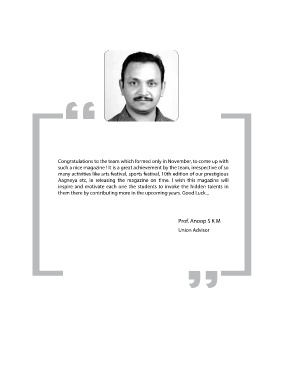 Congratulations to the team which formed only in November, to come up with
such a nice magazine ! It is a great achievement by the team, irrespective of so
many activities like arts festival, sports festival, 10th edition of our prestigious
Aagneya etc, in releasing the magazine on time. I wish this magazine will
inspire and motivate each one the students to invoke the hidden talents in
them there by contributing more in the upcoming years. Good Luck...
Prof. Anoop S K M
Union Advisor